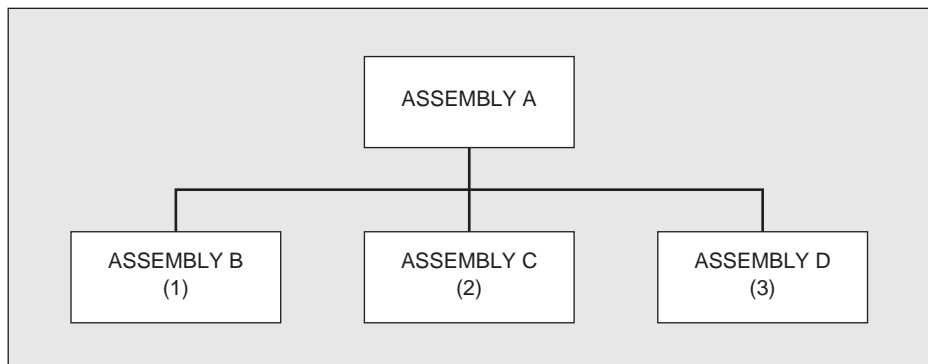 ASSEMBLY A
ASSEMBLY B
(1)
ASSEMBLY C
(2)
ASSEMBLY D
(3)